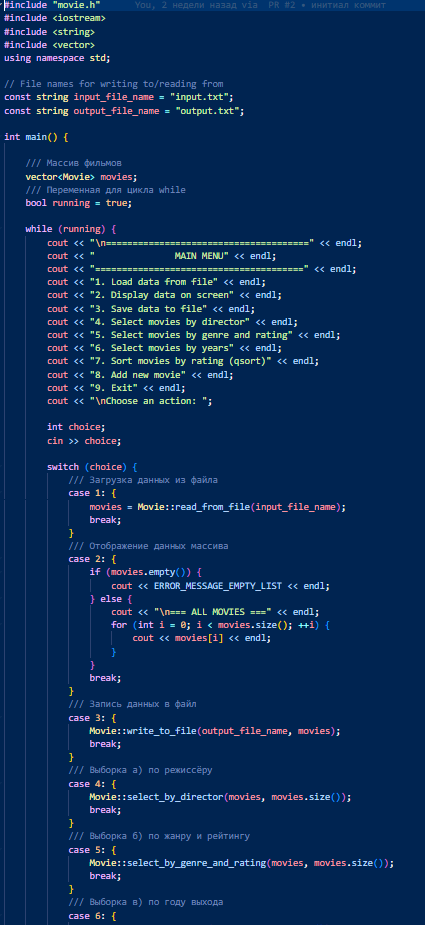 #include "movie.h"    You, 2 недели назад via  PR #2 • инитиал коммит
#include <iostream>
#include <string>
#include <vector>
using namespace std;

// File names for writing to/reading from
const string input_file_name = "input.txt";
const string output_file_name = "output.txt";

int main() {

    /// Массив фильмов
    vector<Movie> movies;
    /// Переменная для цикла while
    bool running = true;

    while (running) {
        cout << "\n======================================" << endl;
        cout << "               MAIN MENU" << endl;
        cout << "=======================================" << endl;
        cout << "1. Load data from file" << endl;
        cout << "2. Display data on screen" << endl;
        cout << "3. Save data to file" << endl;
        cout << "4. Select movies by director" << endl;
        cout << "5. Select movies by genre and rating" << endl;
        cout << "6. Select movies by years" << endl;
        cout << "7. Sort movies by rating (qsort)" << endl;
        cout << "8. Add new movie" << endl;
        cout << "9. Exit" << endl;
        cout << "\nChoose an action: ";

        int choice;
        cin >> choice;

        switch (choice) {
            /// Загрузка данных из файла
            case 1: {
                movies = Movie::read_from_file(input_file_name);
                break;
            }
            /// Отображение данных массива
            case 2: {
                if (movies.empty()) {
                    cout << ERROR_MESSAGE_EMPTY_LIST << endl;
                } else {
                    cout << "\n=== ALL MOVIES ===" << endl;
                    for (int i = 0; i < movies.size(); ++i) {
                        cout << movies[i] << endl;
                    }
                }
                break;
            }
            /// Запись данных в файл
            case 3: {
                Movie::write_to_file(output_file_name, movies);
                break;
            }
            /// Выборка а) по режиссёру
            case 4: {
                Movie::select_by_director(movies, movies.size());
                break;
            }
            /// Выборка б) по жанру и рейтингу
            case 5: {
                Movie::select_by_genre_and_rating(movies, movies.size());
                break;
            }
            /// Выборка в) по году выхода
            case 6: {